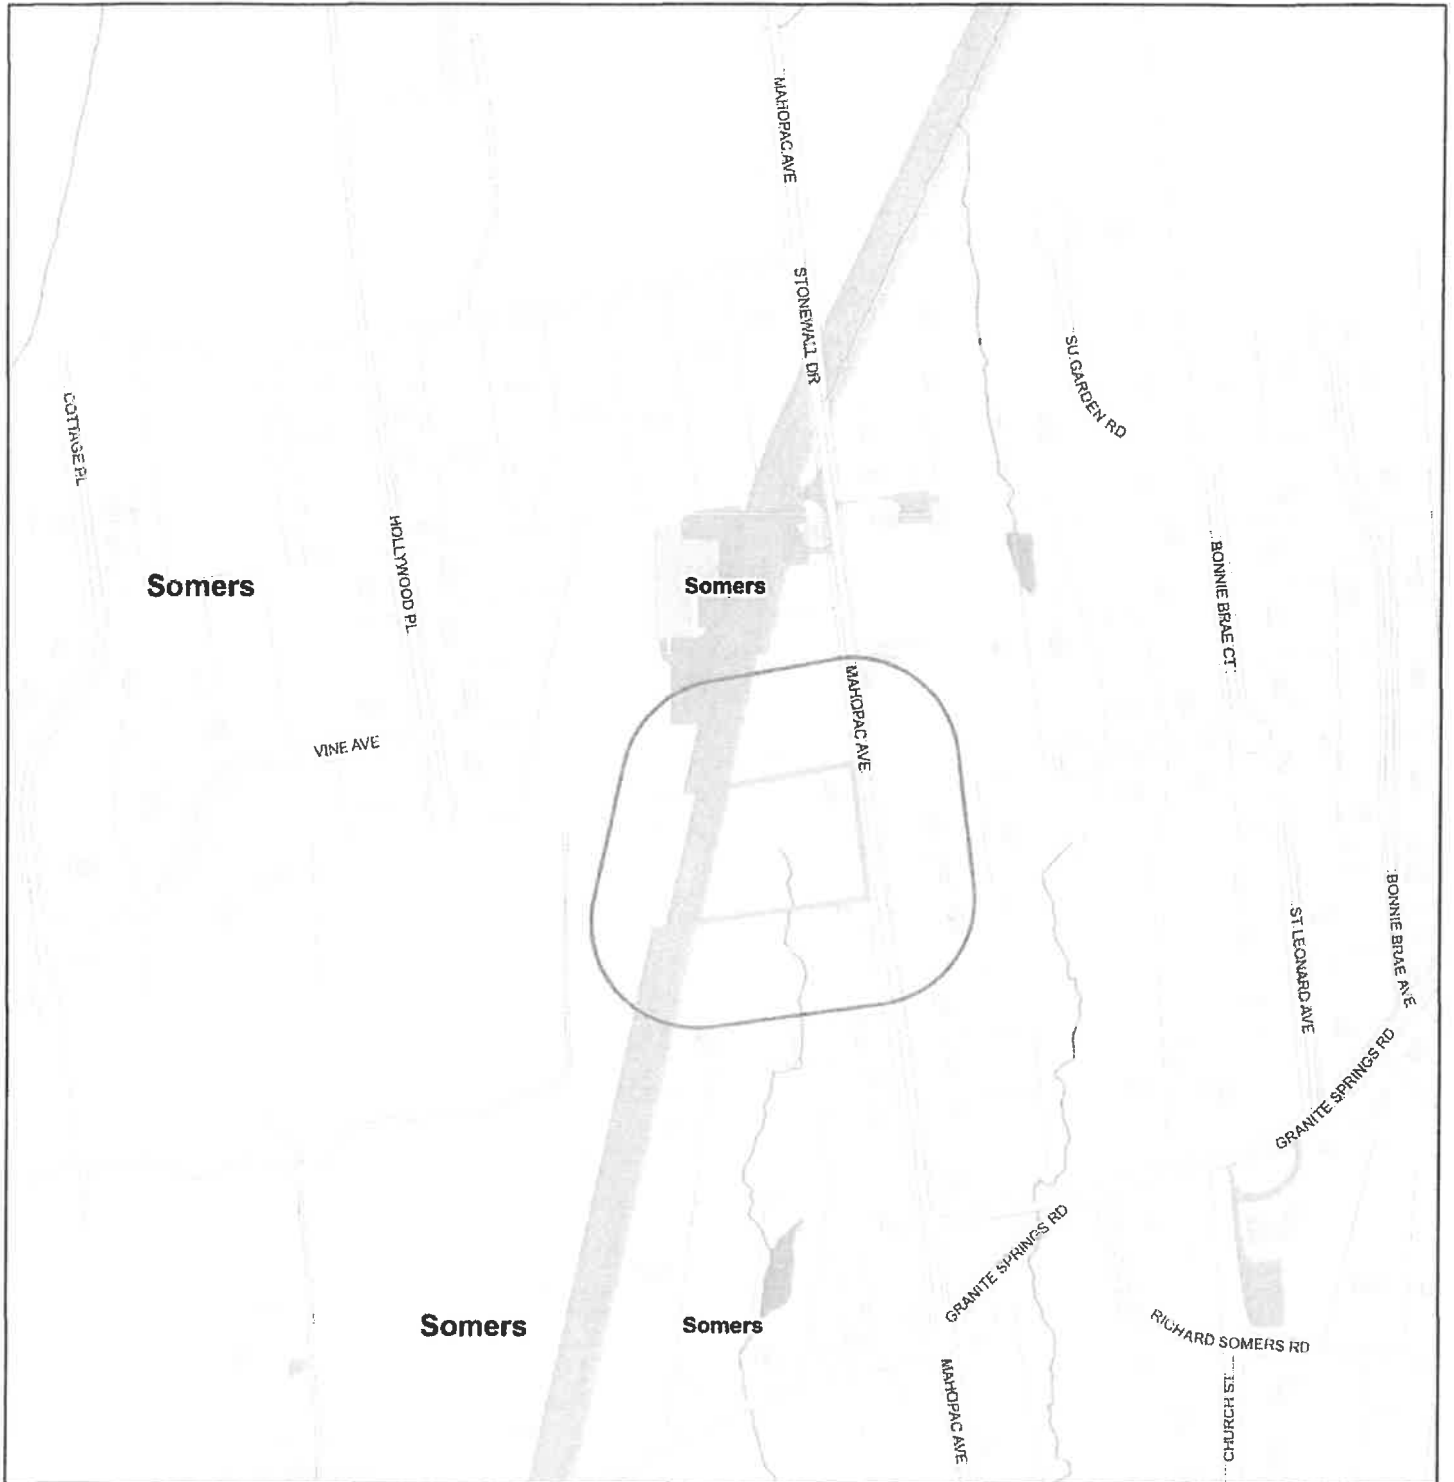 MAHOPAC AVE
STONEWALL DR
SU GARDEN RD
COTTAGE PL
HOLLYWOOD PL
BONNIE BRAE CT
Somers
Somers
MAHOPAC AVE
VINE AVE
BONNIE BRAE AVE
ST LEONARD AVE
GRANITE SPRINGS RD
GRANITE SPRINGS RD
Somers
Somers
RICHARD SOMERS RD
MAHOPAC AVE
CHURCH ST